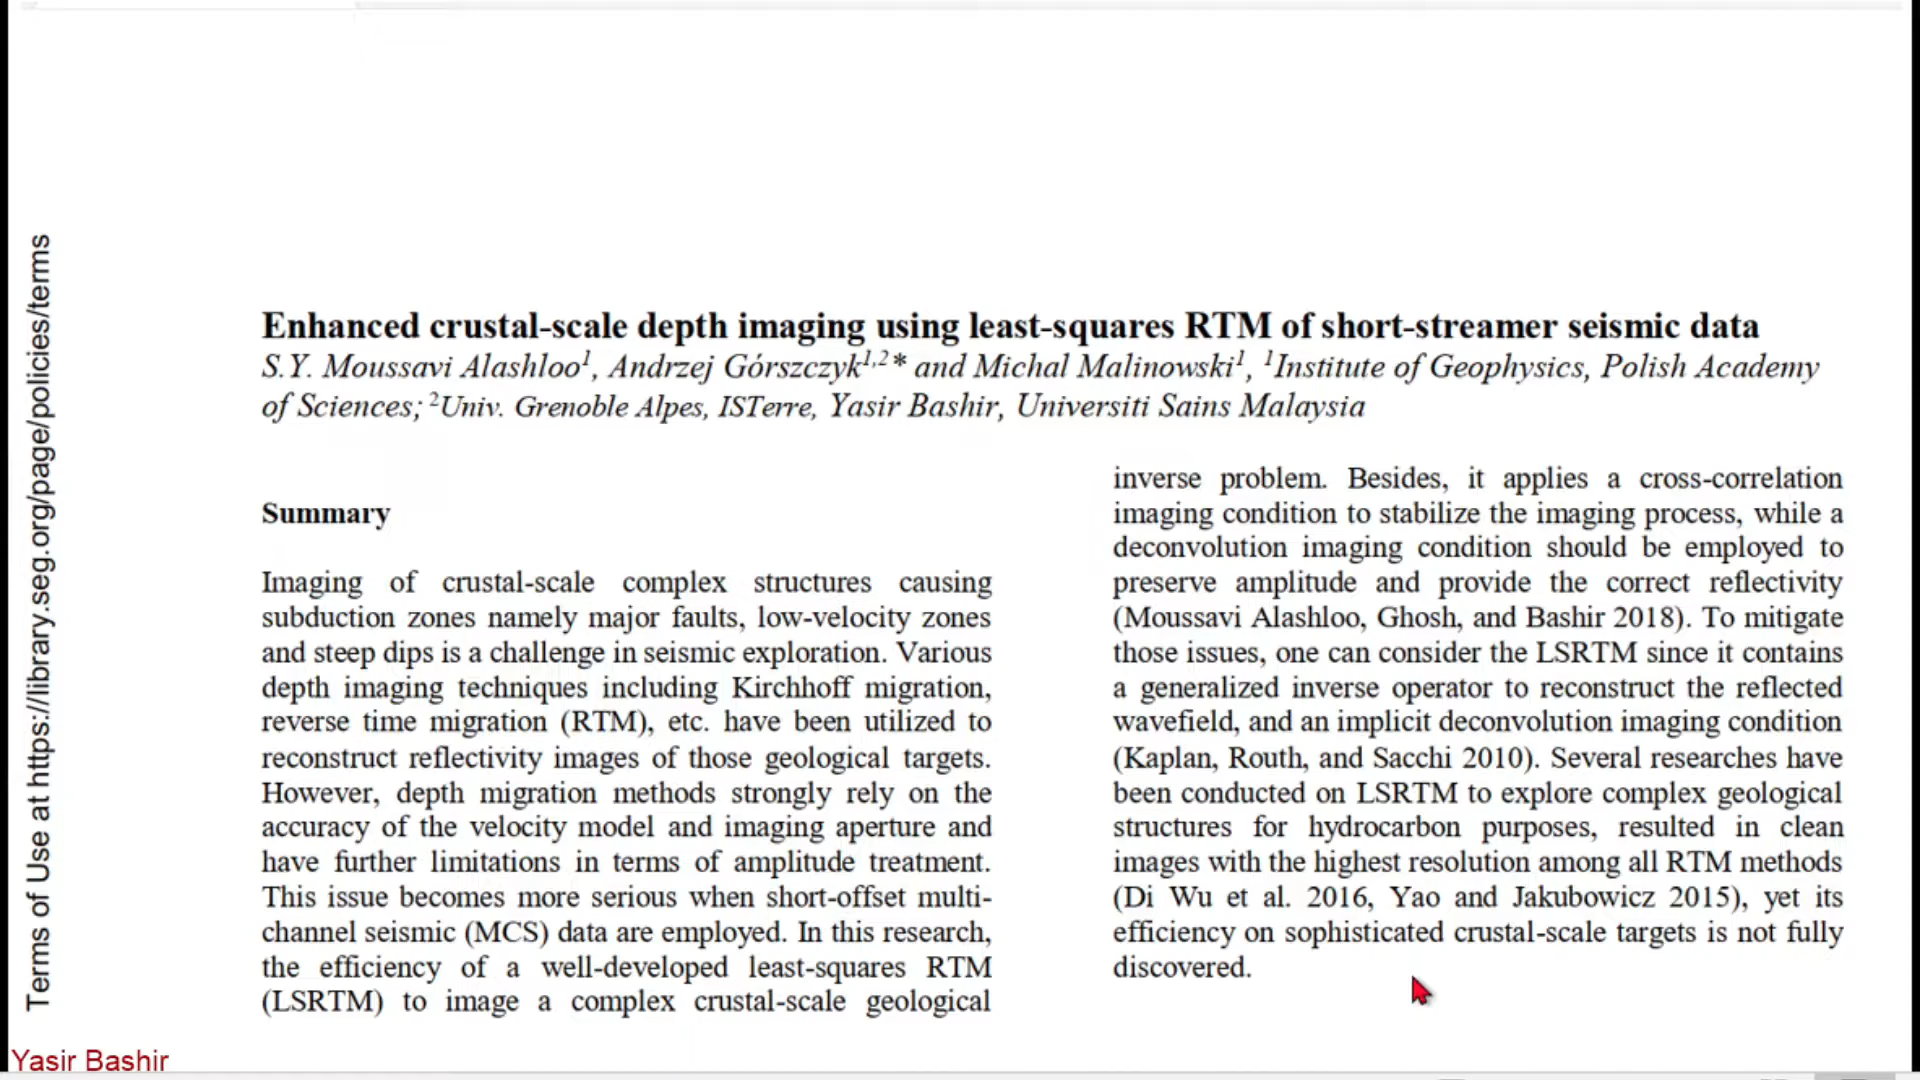 Terms of Use at https://library.seg.org/page/policies/terms
Enhanced crustal-scale depth imaging using least-squares RTM of short-streamer seismic data
S.Y. Moussavi Alashloo¹, Andrzej Górszczyk¹,²* and Michal Malinowski¹, ¹Institute of Geophysics, Polish Academy
of Sciences; ²Univ. Grenoble Alpes, ISTerre, Yasir Bashir, Universiti Sains Malaysia
Summary
Imaging of crustal-scale complex structures causing
subduction zones namely major faults, low-velocity zones
and steep dips is a challenge in seismic exploration. Various
depth imaging techniques including Kirchhoff migration,
reverse time migration (RTM), etc. have been utilized to
reconstruct reflectivity images of those geological targets.
However, depth migration methods strongly rely on the
accuracy of the velocity model and imaging aperture and
have further limitations in terms of amplitude treatment.
This issue becomes more serious when short-offset multi-
channel seismic (MCS) data are employed. In this research,
the efficiency of a well-developed least-squares RTM
(LSRTM) to image a complex crustal-scale geological
inverse problem. Besides, it applies a cross-correlation
imaging condition to stabilize the imaging process, while a
deconvolution imaging condition should be employed to
preserve amplitude and provide the correct reflectivity
(Moussavi Alashloo, Ghosh, and Bashir 2018). To mitigate
those issues, one can consider the LSRTM since it contains
a generalized inverse operator to reconstruct the reflected
wavefield, and an implicit deconvolution imaging condition
(Kaplan, Routh, and Sacchi 2010). Several researches have
been conducted on LSRTM to explore complex geological
structures for hydrocarbon purposes, resulted in clean
images with the highest resolution among all RTM methods
(Di Wu et al. 2016, Yao and Jakubowicz 2015), yet its
efficiency on sophisticated crustal-scale targets is not fully
discovered.
Yasir Bashir